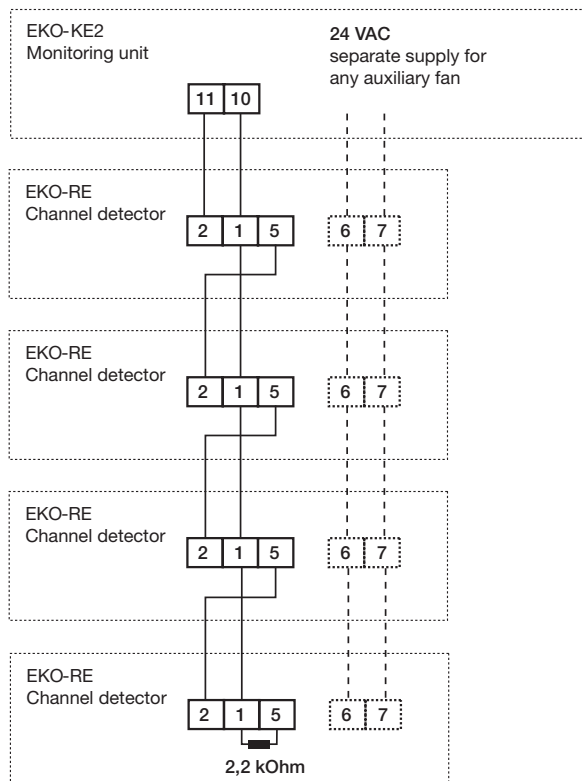 EKO-KE2
Monitoring unit
24 VAC
separate supply for
any auxiliary fan
11 10
EKO-RE
Channel detector
2 1 5 6 7
EKO-RE
Channel detector
2 1 5 6 7
EKO-RE
Channel detector
2 1 5 6 7
EKO-RE
Channel detector
2 1 5 6 7
2,2 kOhm